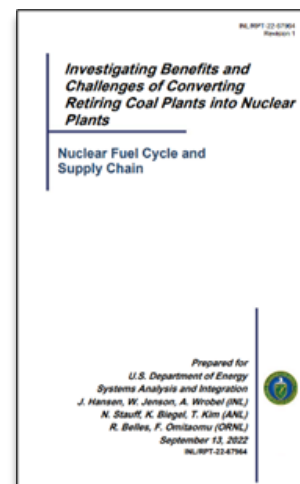 INL/RPT-22-67964
Revision 1
Investigating Benefits and
Challenges of Converting
Retiring Coal Plants into Nuclear
Plants
Nuclear Fuel Cycle and
Supply Chain
Prepared for
U.S. Department of Energy
Systems Analysis and Integration
J. Hansen, W. Jenson, A. Wrobel (INL)
N. Stauff, K. Biegel, T. Kim (ANL)
R. Belles, F. Omitaomu (ORNL)
September 13, 2022
INL/RPT-22-67964